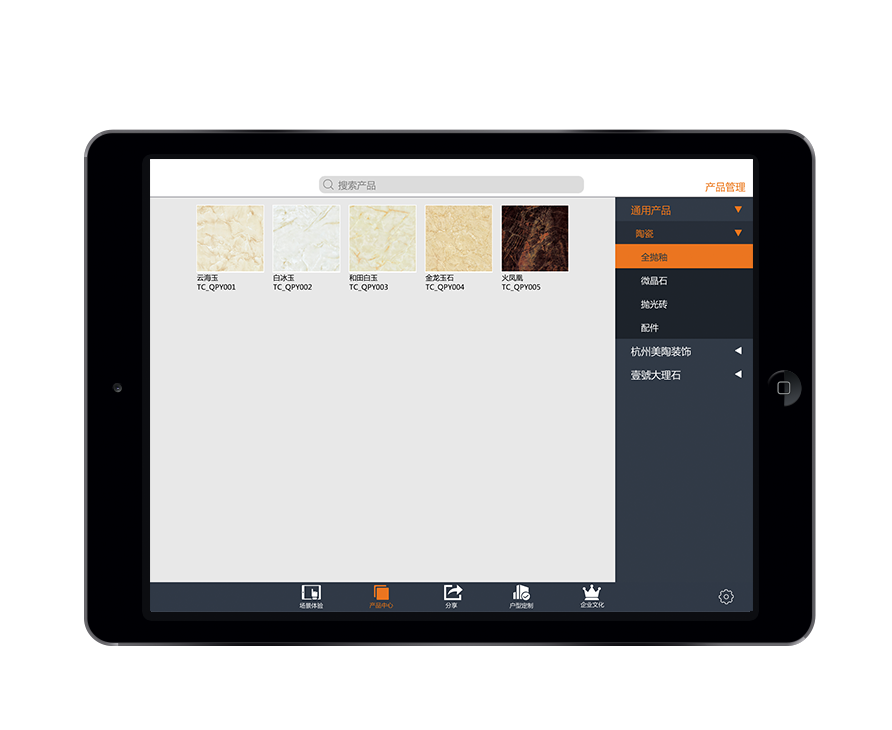 搜索产品
产品管理
云海玉
TC_QPY001
白冰玉
TC_QPY002
和田白玉
TC_QPY003
金龙玉石
TC_QPY004
火凤凰
TC_QPY005
通用产品
陶瓷
全抛釉
微晶石
抛光砖
配件
杭州美陶装饰
壹號大理石
场景体验
产品中心
分享
户型定制
企业文化